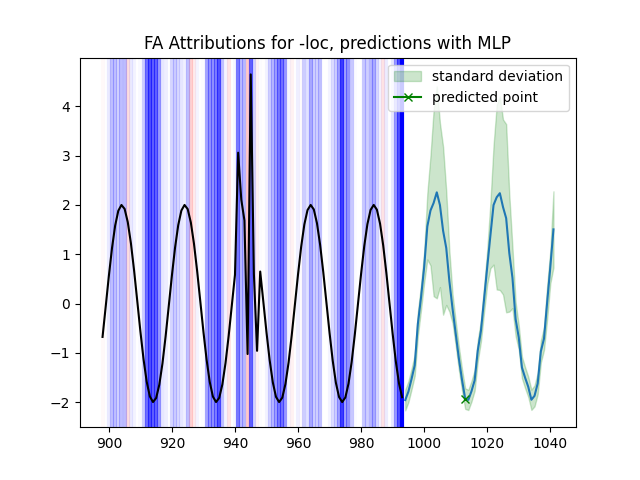 FA Attributions for -loc, predictions with MLP
standard deviation
predicted point
4
3
2
1
0
−1
−2
900 920 940 960 980 1000 1020 1040